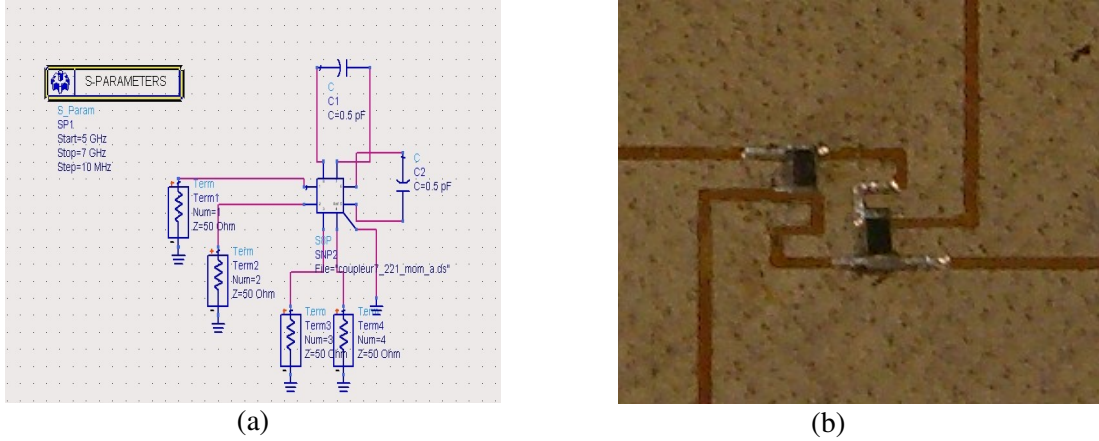 S-PARAMETERS
S_Param
SP1
Start=5 GHz
Stop=7 GHz
Step=10 MHz
C
C1
C=0.5 pF
C
C2
C=0.5 pF
Term
Term1
Num=1
Z=50 Ohm
Term
Term2
Num=2
Z=50 Ohm
SNP2
File="coupleur7_221_mom_a.ds"
Term
Term3
Num=3
Z=50 Ohm
Term4
Num=4
Z=50 Ohm
(a)
(b)